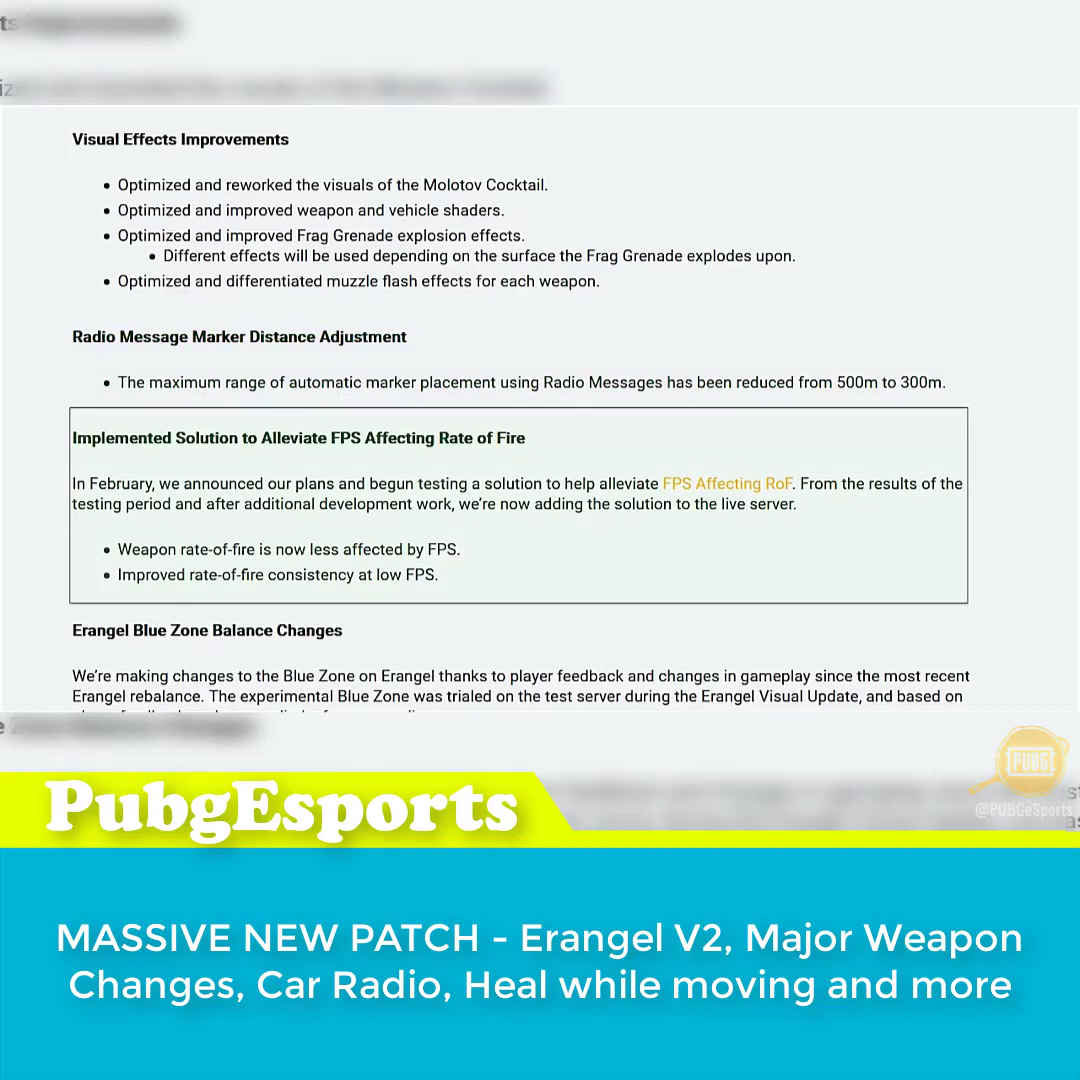 Visual Effects Improvements
Optimized and reworked the visuals of the Molotov Cocktail.
Optimized and improved weapon and vehicle shaders.
Optimized and improved Frag Grenade explosion effects.
Different effects will be used depending on the surface the Frag Grenade explodes upon.
Optimized and differentiated muzzle flash effects for each weapon.
Radio Message Marker Distance Adjustment
The maximum range of automatic marker placement using Radio Messages has been reduced from 500m to 300m.
Implemented Solution to Alleviate FPS Affecting Rate of Fire
In February, we announced our plans and begun testing a solution to help alleviate FPS Affecting RoF. From the results of the
testing period and after additional development work, we're now adding the solution to the live server.
Weapon rate-of-fire is now less affected by FPS.
Improved rate-of-fire consistency at low FPS.
Erangel Blue Zone Balance Changes
We're making changes to the Blue Zone on Erangel thanks to player feedback and changes in gameplay since the most recent
Erangel rebalance. The experimental Blue Zone was trialed on the test server during the Erangel Visual Update, and based on
PUBG
@PUBGeSports
PubgEsports
MASSIVE NEW PATCH - Erangel V2, Major Weapon
Changes, Car Radio, Heal while moving and more